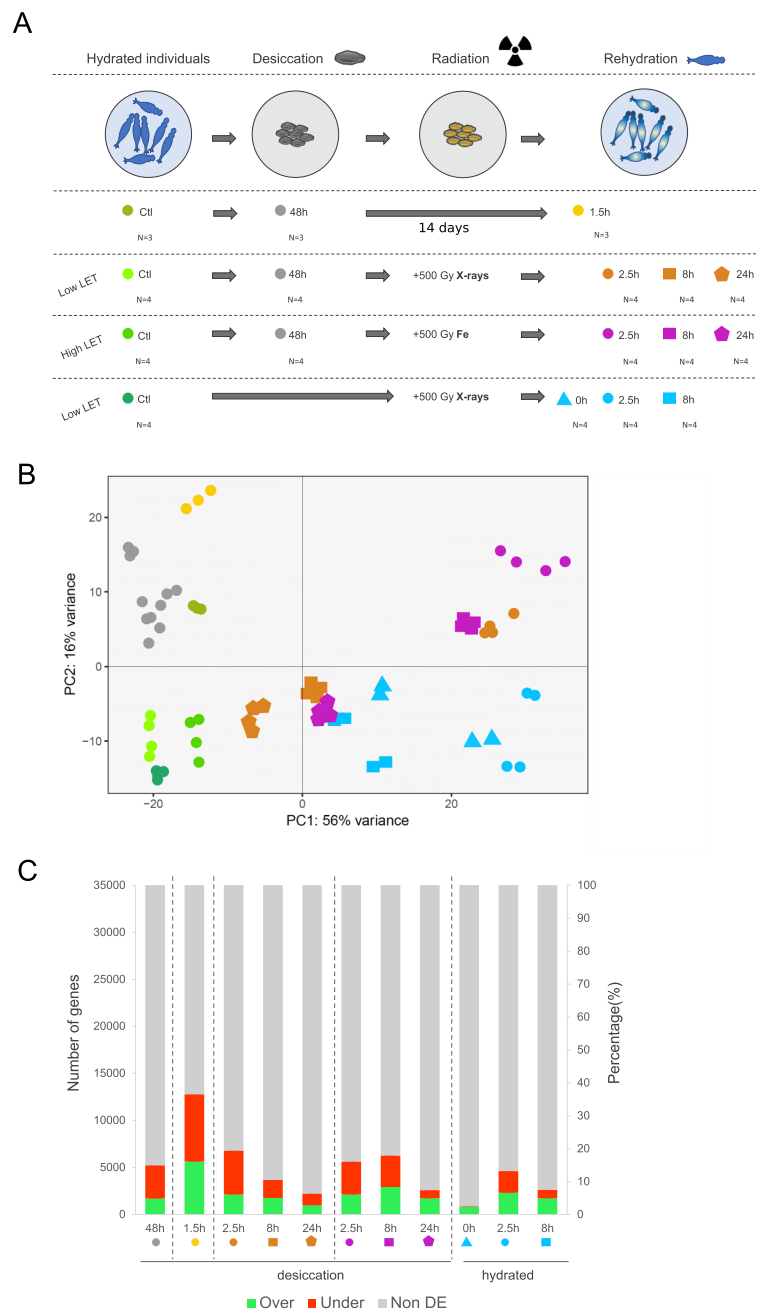 A
Hydrated individuals Desiccation Radiation Rehydration
Ctl 48h 14 days 1.5h
N=3 N=3 N=3
Low LET Ctl 48h +500 Gy X-rays 2.5h 8h 24h
N=4 N=4 N=4 N=4 N=4
High LET Ctl 48h +500 Gy Fe 2.5h 8h 24h
N=4 N=4 N=4 N=4 N=4
Low LET Ctl +500 Gy X-rays 0h 2.5h 8h
N=4 N=4 N=4 N=4
B
PC2: 16% variance
20
10
0
−10
−20 0 20
PC1: 56% variance
C
Number of genes
35000
30000
25000
20000
15000
10000
5000
0
100
90
80
70
60
50
40
30
20
10
0
Percentage(%)
48h 1.5h 2.5h 8h 24h 2.5h 8h 24h 0h 2.5h 8h
desiccation hydrated
Over Under Non DE